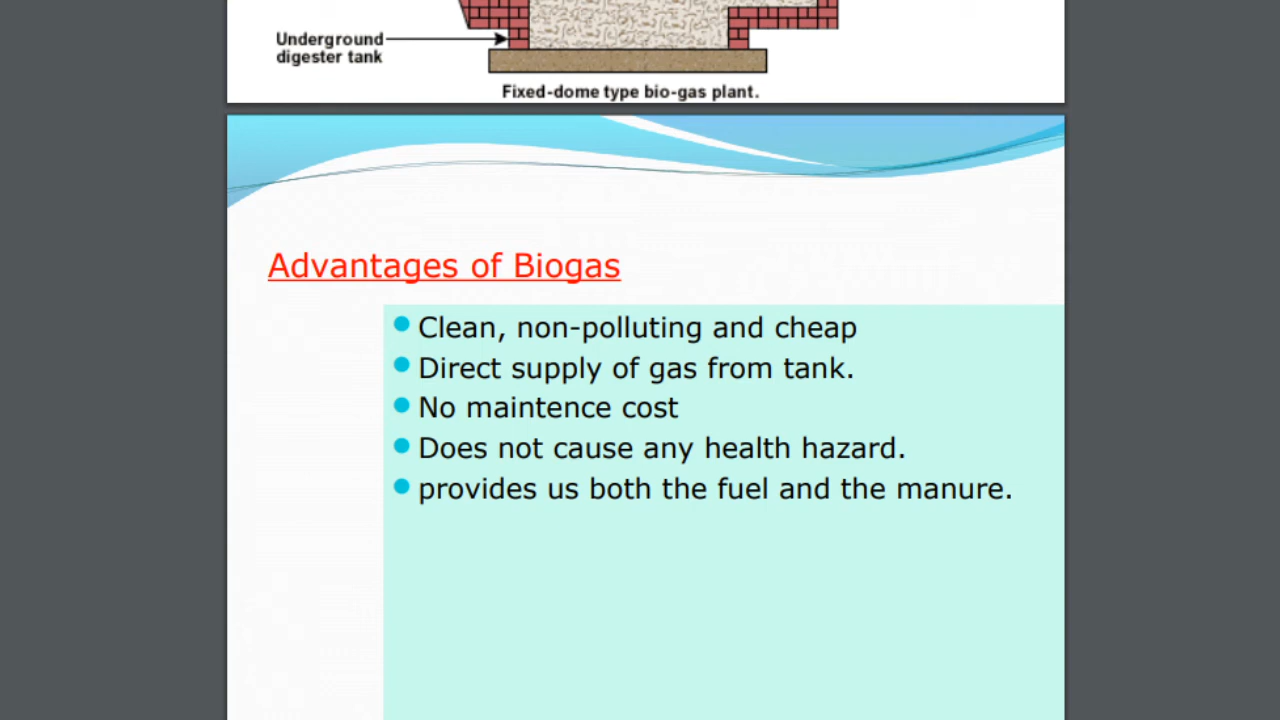 Underground
digester tank
Fixed-dome type bio-gas plant.
Advantages of Biogas
Clean, non-polluting and cheap
Direct supply of gas from tank.
No maintence cost
Does not cause any health hazard.
provides us both the fuel and the manure.